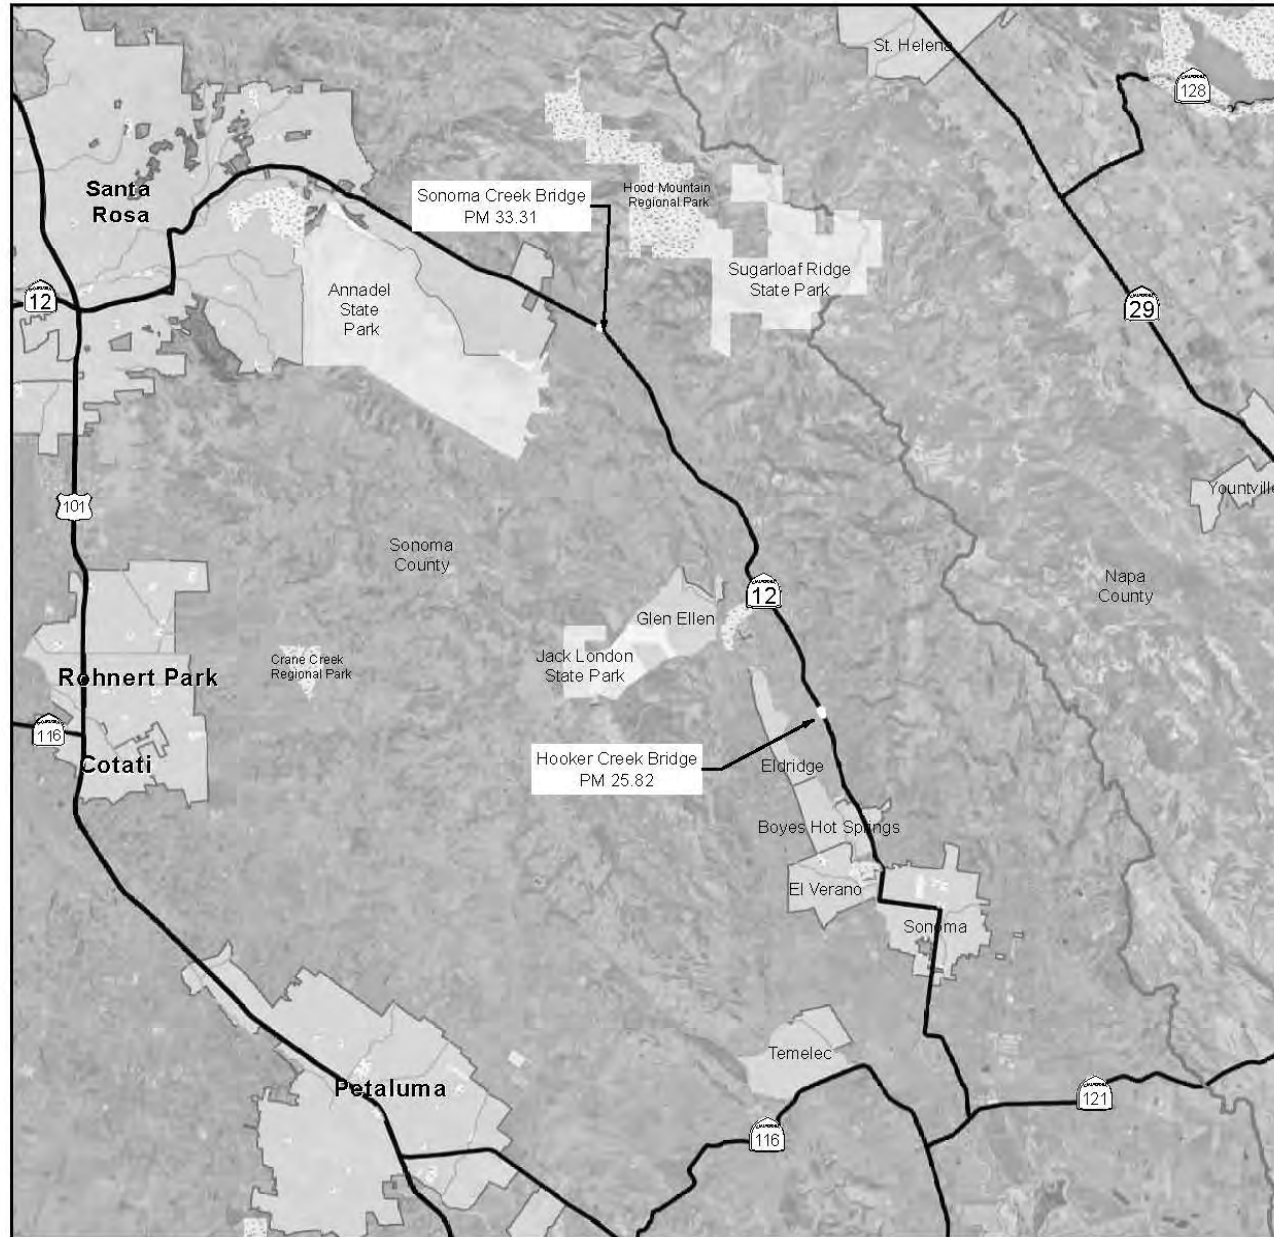 St. Helena
128
Santa
Rosa
Sonoma Creek Bridge
PM 33.31
Hood Mountain
Regional Park
Sugarloaf Ridge
State Park
12
Annadel
State
Park
29
Yountville
101
Sonoma
County
Napa
County
12
Glen Ellen
Jack London
State Park
Crane Creek
Regional Park
Rohnert Park
116
Cotati
Hooker Creek Bridge
PM 25.82
Eldridge
Boyes Hot Springs
El Verano
Sonoma
Temelec
Petaluma
121
116